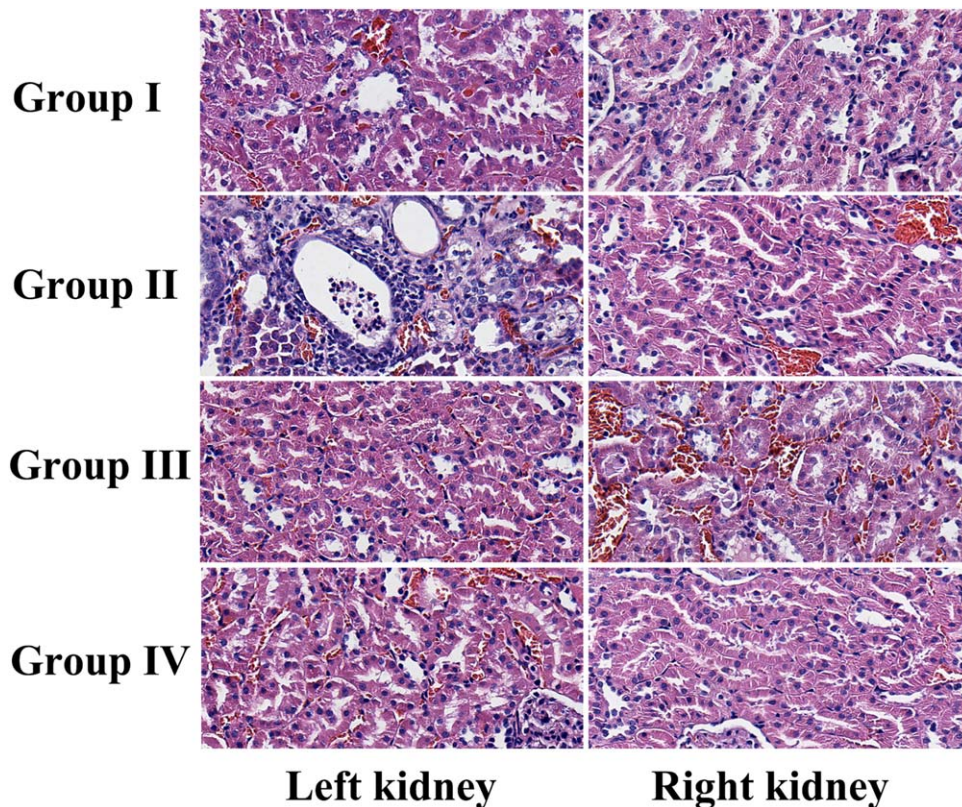 Group I
Group II
Group III
Group IV
Left kidney
Right kidney